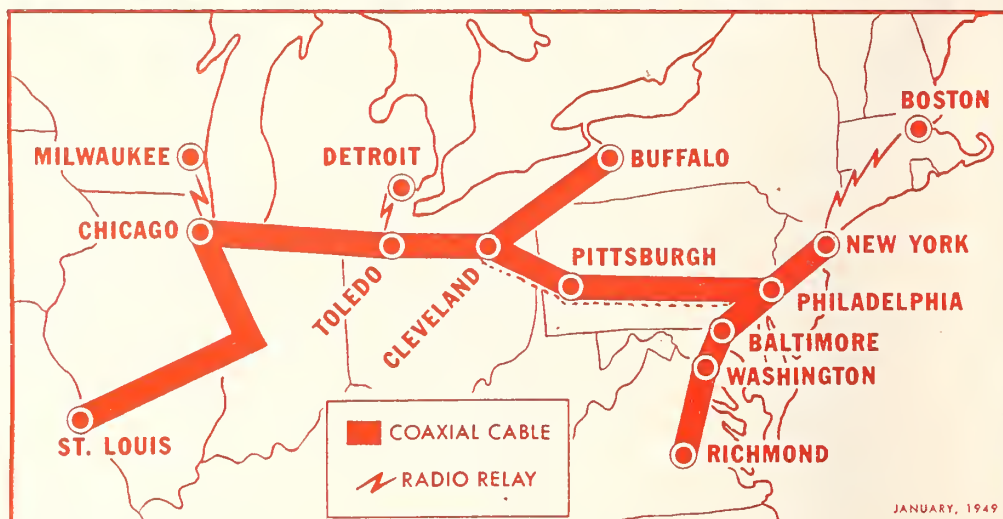 BOSTON
MILWAUKEE
DETROIT
BUFFALO
CHICAGO
NEW YORK
PITTSBURGH
TOLEDO
CLEVELAND
PHILADELPHIA
BALTIMORE
WASHINGTON
ST. LOUIS
RICHMOND
COAXIAL CABLE
RADIO RELAY
JANUARY, 1949